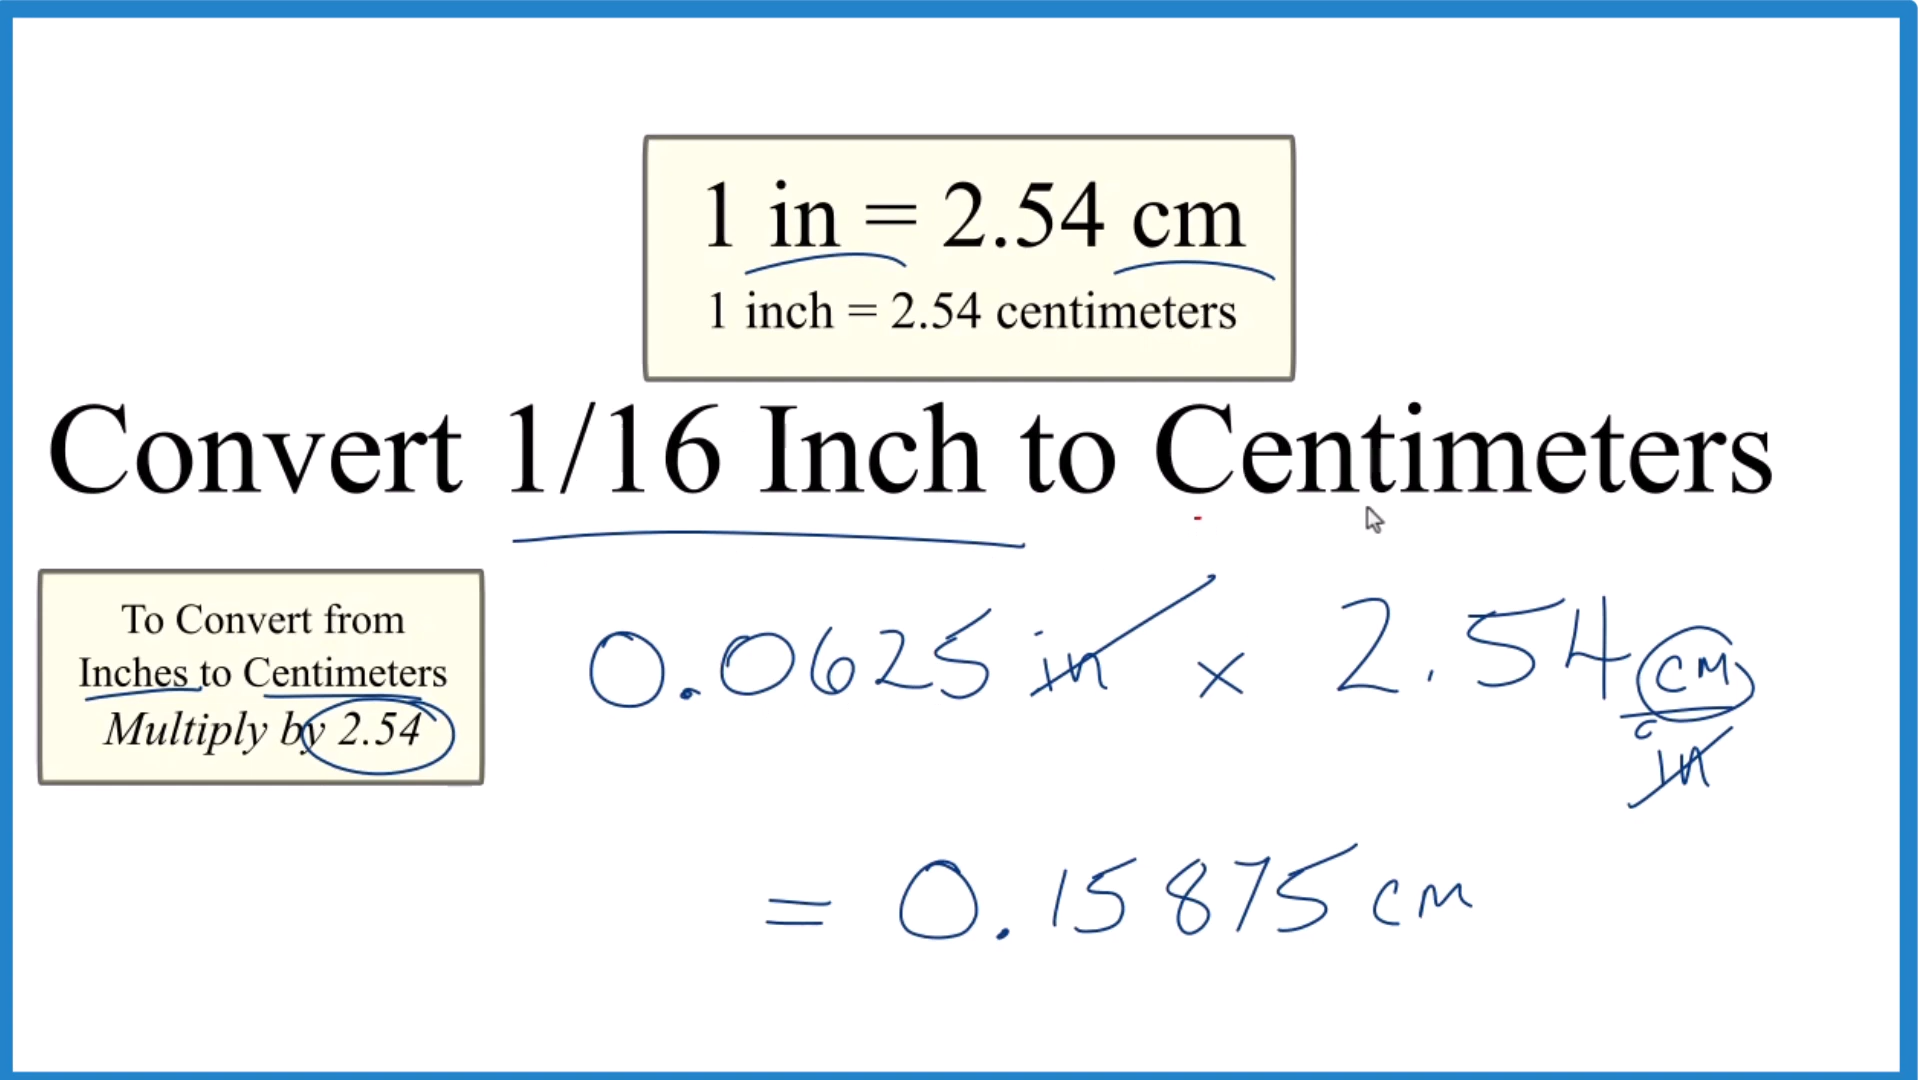 1 in = 2.54 cm
1 inch = 2.54 centimeters
Convert 1/16 Inch to Centimeters
To Convert from
Inches to Centimeters
Multiply by 2.54
0.0625 in × 2.54 cm
in
= 0.15875 cm